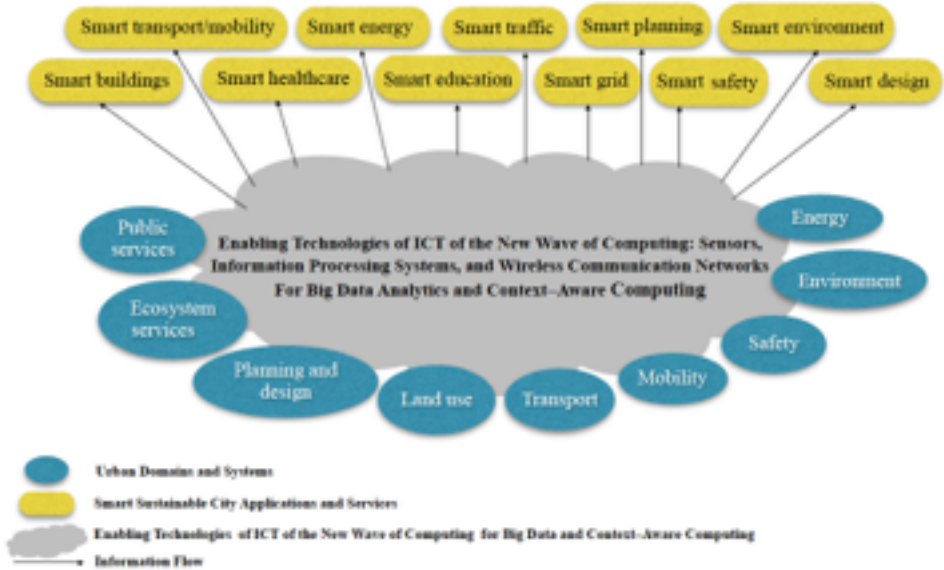 Smart transport/mobility
Smart energy
Smart traffic
Smart planning
Smart environment
Smart buildings
Smart healthcare
Smart education
Smart grid
Smart safety
Smart design
Public
services
Energy
Enabling Technologies of ICT of the New Wave of Computing: Sensors,
Information Processing Systems, and Wireless Communication Networks
For Big Data Analytics and Context–Aware Computing
Environment
Ecosystem
services
Safety
Planning and
design
Mobility
Land use
Transport
Urban Domains and Systems
Smart Sustainable City Applications and Services
Enabling Technologies of ICT of the New Wave of Computing for Big Data and Context–Aware Computing
Information Flow